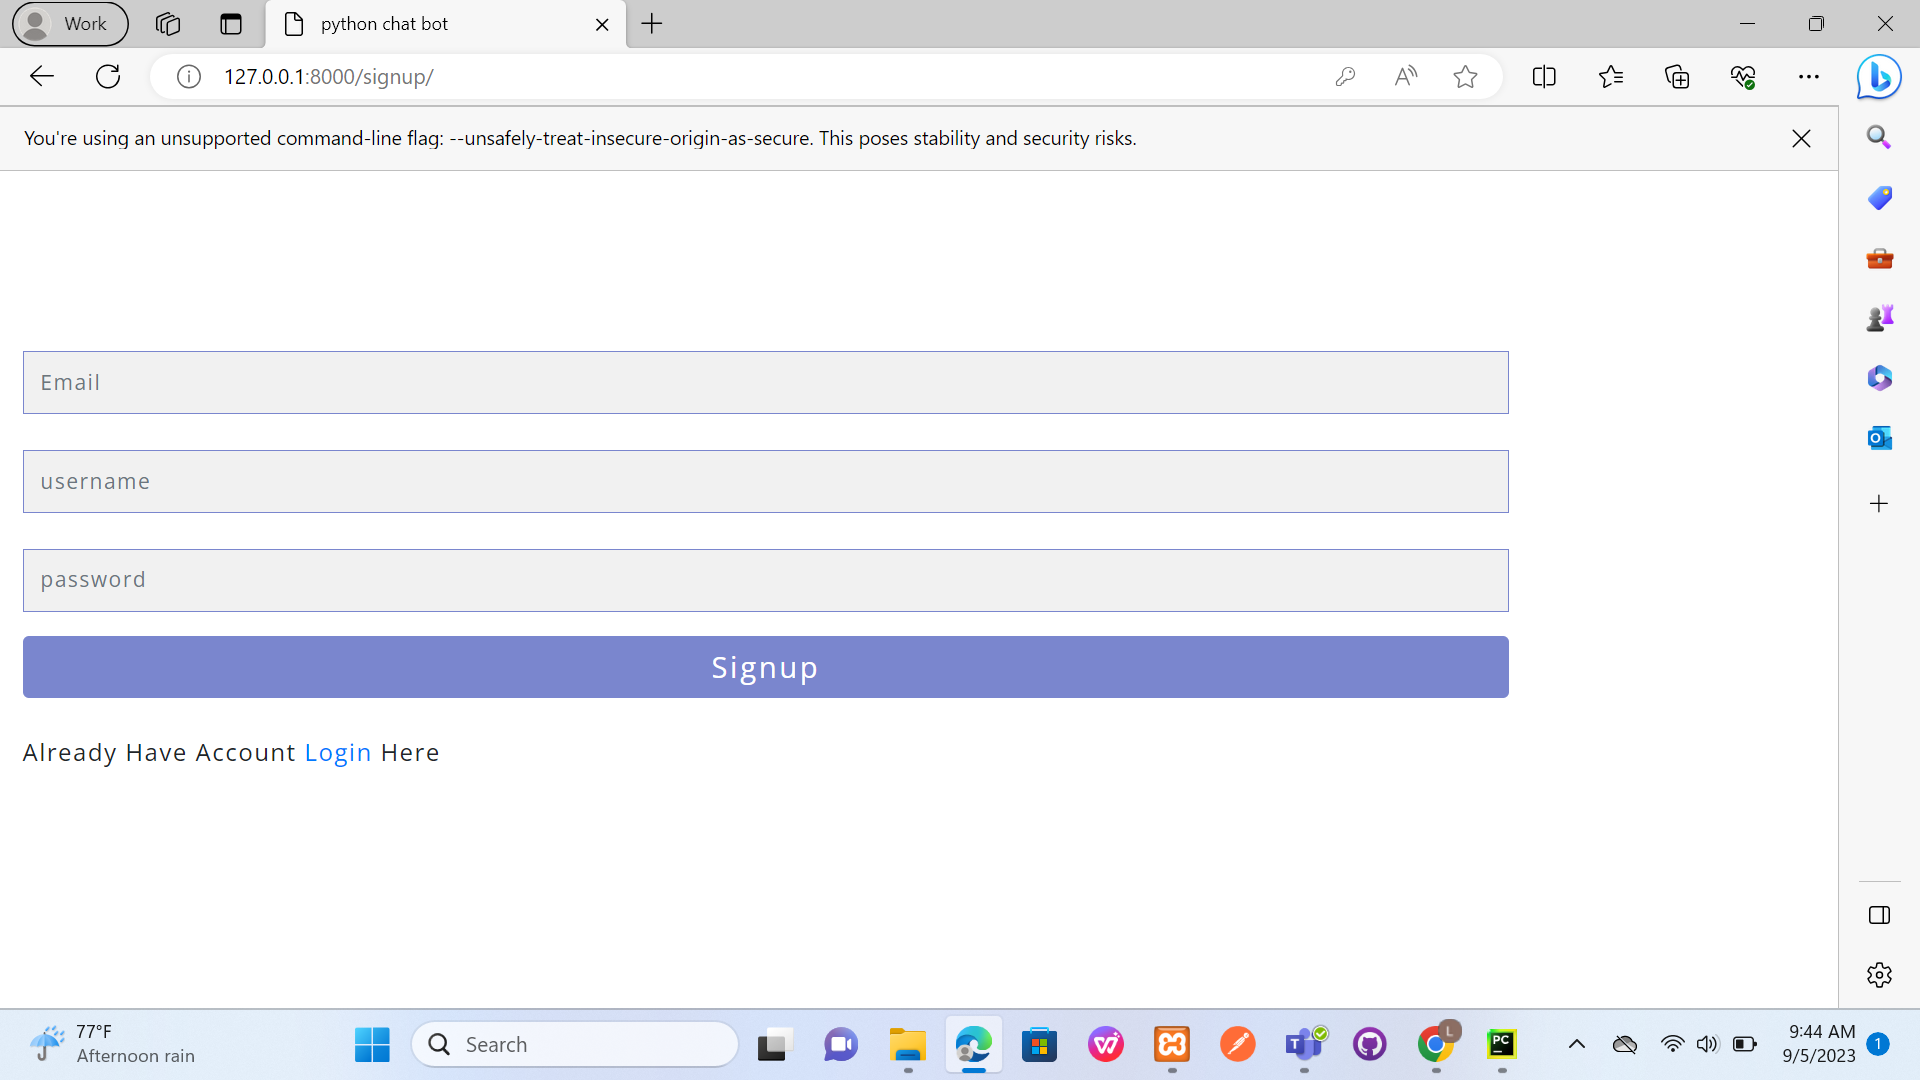 Work
python chat bot
127.0.0.1:8000/signup/
You're using an unsupported command-line flag: --unsafely-treat-insecure-origin-as-secure. This poses stability and security risks.
Email
username
password
Signup
Already Have Account Login Here
77°F
Afternoon rain
Search
T
L
PC
9:44 AM
9/5/2023
1